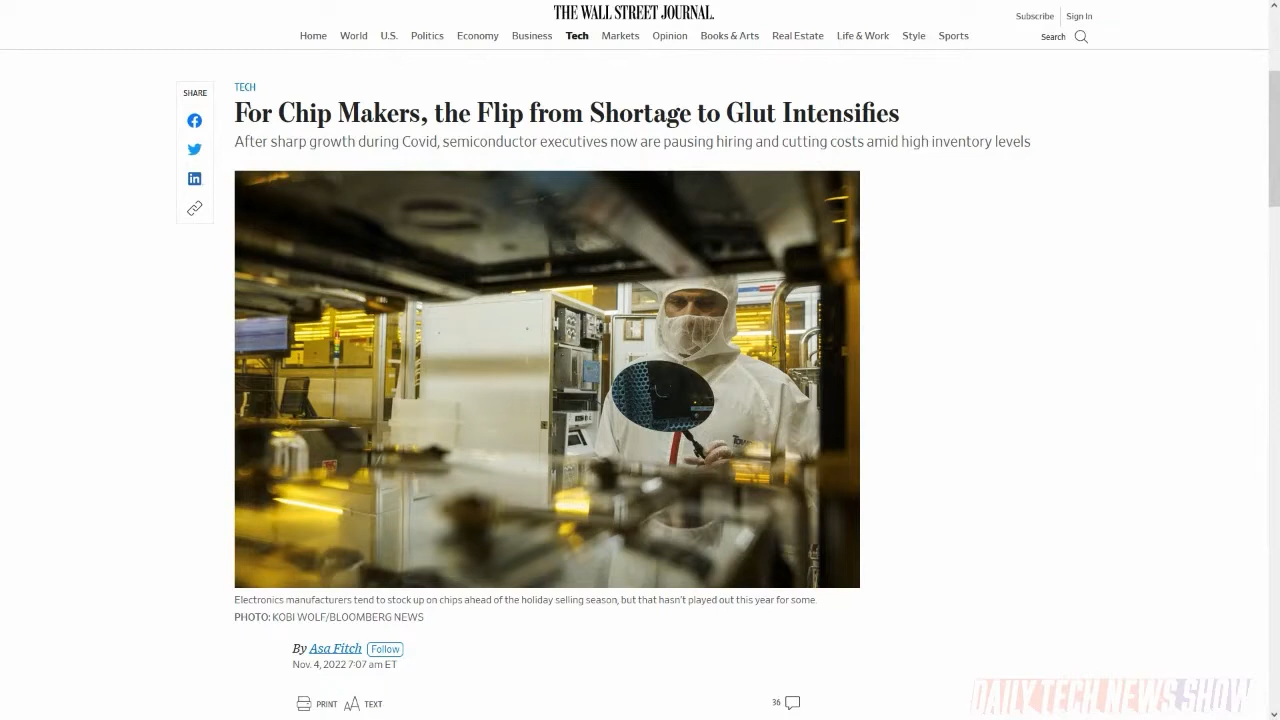 THE WALL STREET JOURNAL.
Subscribe Sign In
Home World U.S. Politics Economy Business Tech Markets Opinion Books & Arts Real Estate Life & Work Style Sports
Search
SHARE
TECH
For Chip Makers, the Flip from Shortage to Glut Intensifies
After sharp growth during Covid, semiconductor executives now are pausing hiring and cutting costs amid high inventory levels
Electronics manufacturers tend to stock up on chips ahead of the holiday selling season, but that hasn't played out this year for some.
PHOTO: KOBI WOLF/BLOOMBERG NEWS
By Asa Fitch Follow
Nov. 4, 2022 7:07 am ET
PRINT AA TEXT
36
DAILY TECH NEWS SHOW